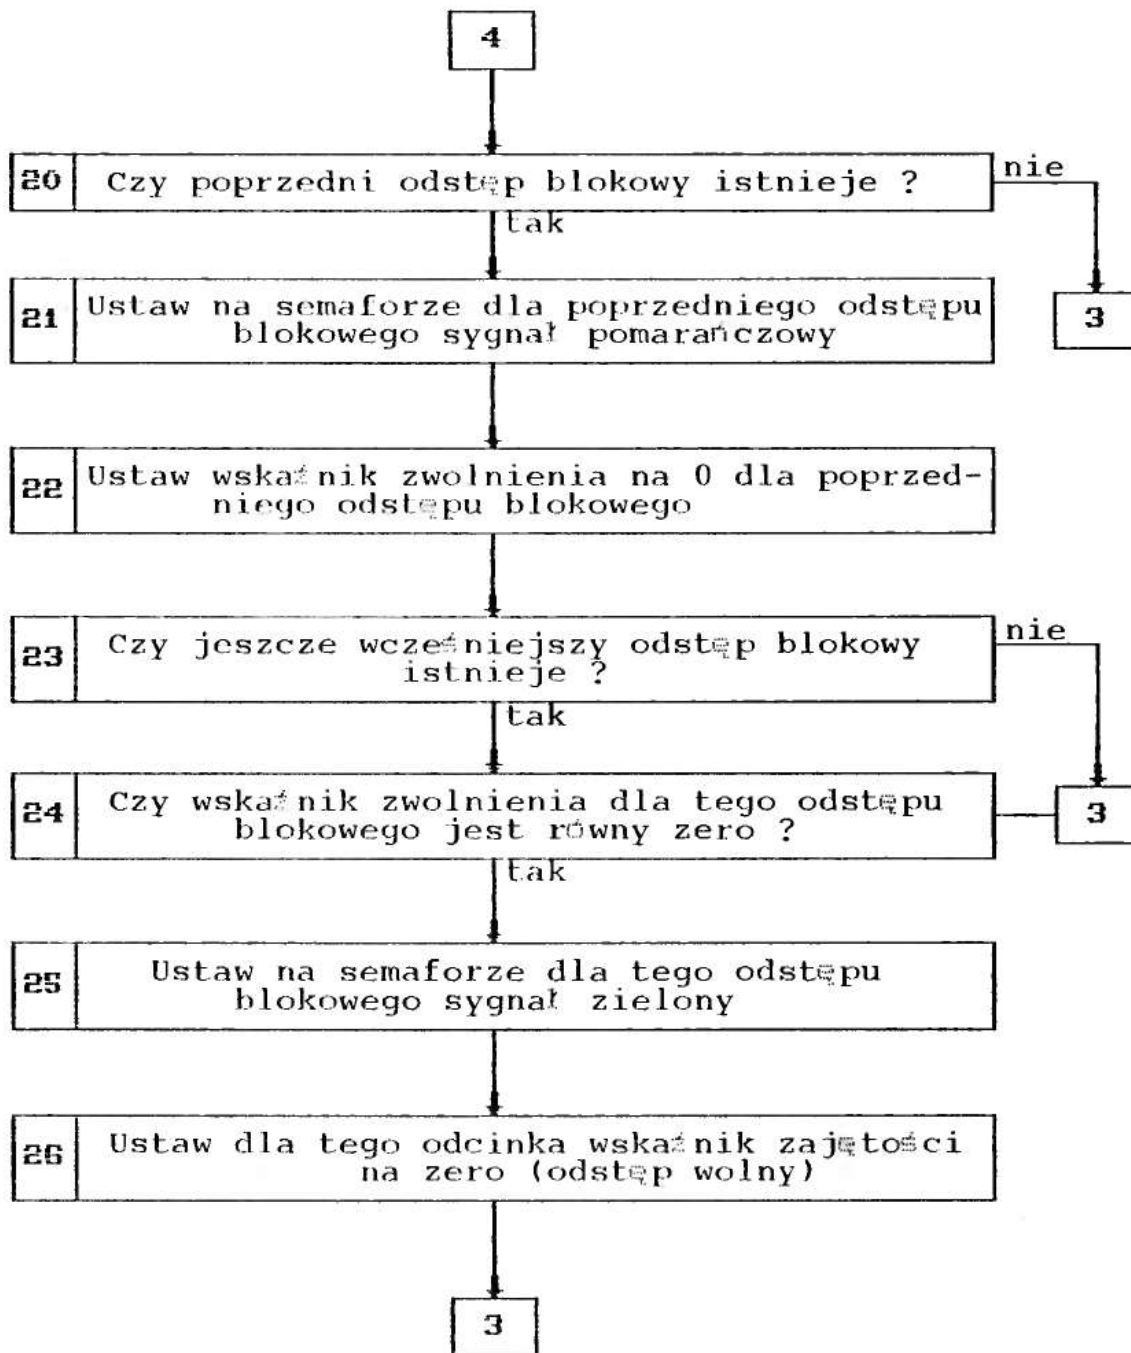 4
20 Czy poprzedni odstęp blokowy istnieje ?
nie
tak
21 Ustaw na semaforze dla poprzedniego odstępu
blokowego sygnał pomarańczowy
3
22 Ustaw wskaźnik zwolnienia na 0 dla poprzed-
niego odstępu blokowego
23 Czy jeszcze wcześniejszy odstęp blokowy
istnieje ?
nie
tak
24 Czy wskaźnik zwolnienia dla tego odstępu
blokowego jest równy zero ?
3
tak
25 Ustaw na semaforze dla tego odstępu
blokowego sygnał zielony
26 Ustaw dla tego odcinka wskaźnik zajętości
na zero (odstęp wolny)
3